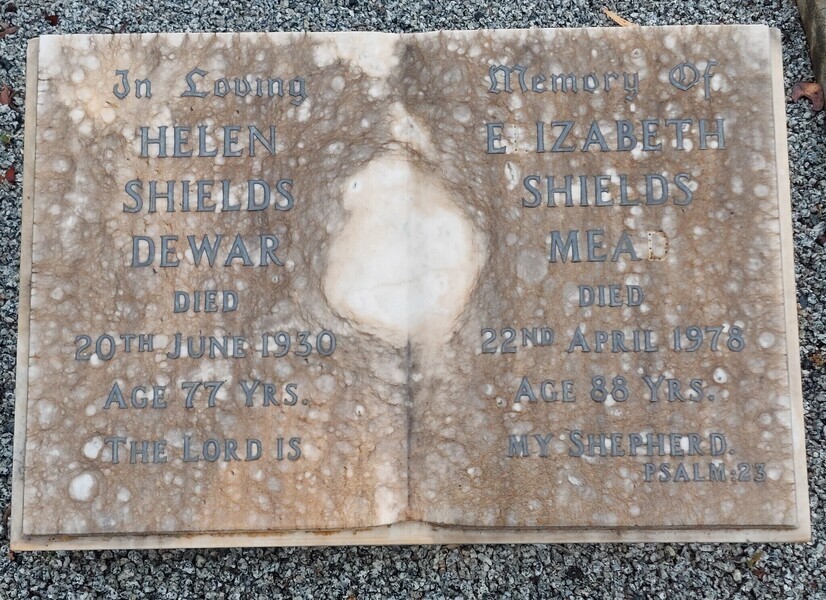 In Loving
HELEN
SHIELDS
DEWAR
DIED
20TH JUNE 1930
AGE 77 YRS.
THE LORD IS
Memory Of
ELIZABETH
SHIELDS
MEAD
DIED
22ND APRIL 1978
AGE 88 YRS.
MY SHEPHERD.
PSALM:23